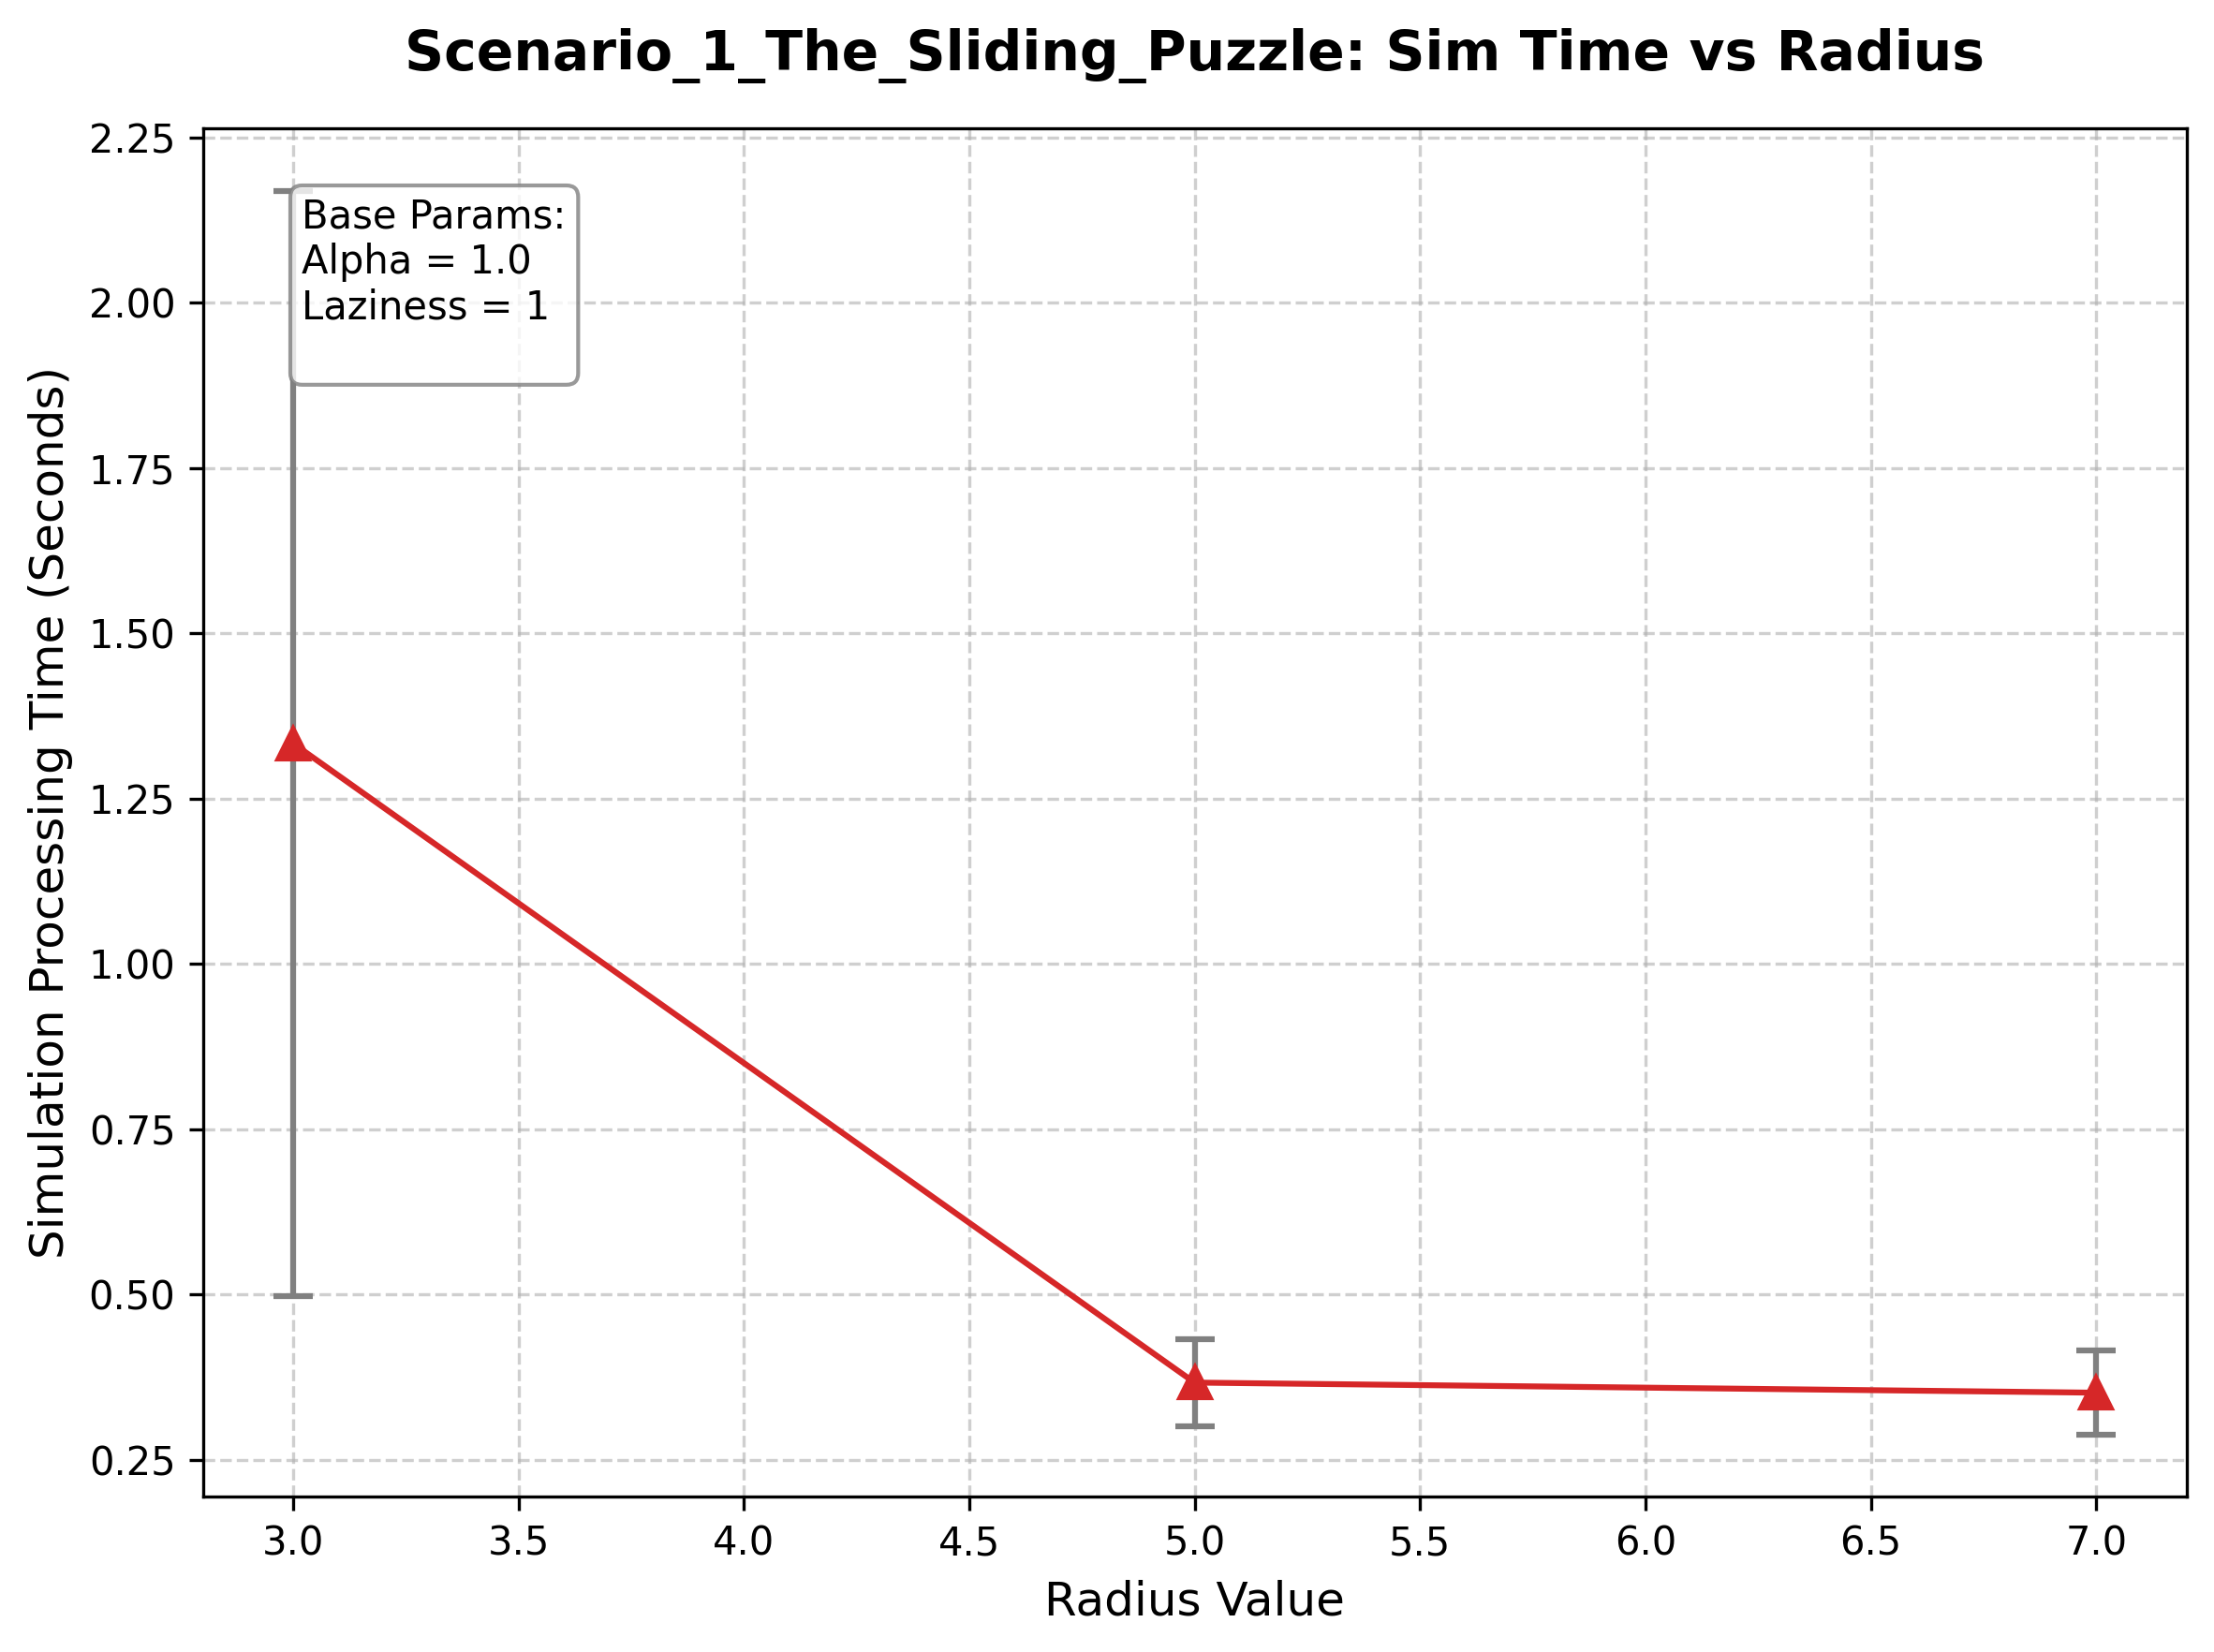 Scenario_1_The_Sliding_Puzzle: Sim Time vs Radius
2.25
2.00
1.75
1.50
1.25
1.00
0.75
0.50
0.25
Simulation Processing Time (Seconds)
Base Params:
Alpha = 1.0
Laziness = 1
3.0 3.5 4.0 4.5 5.0 5.5 6.0 6.5 7.0
Radius Value